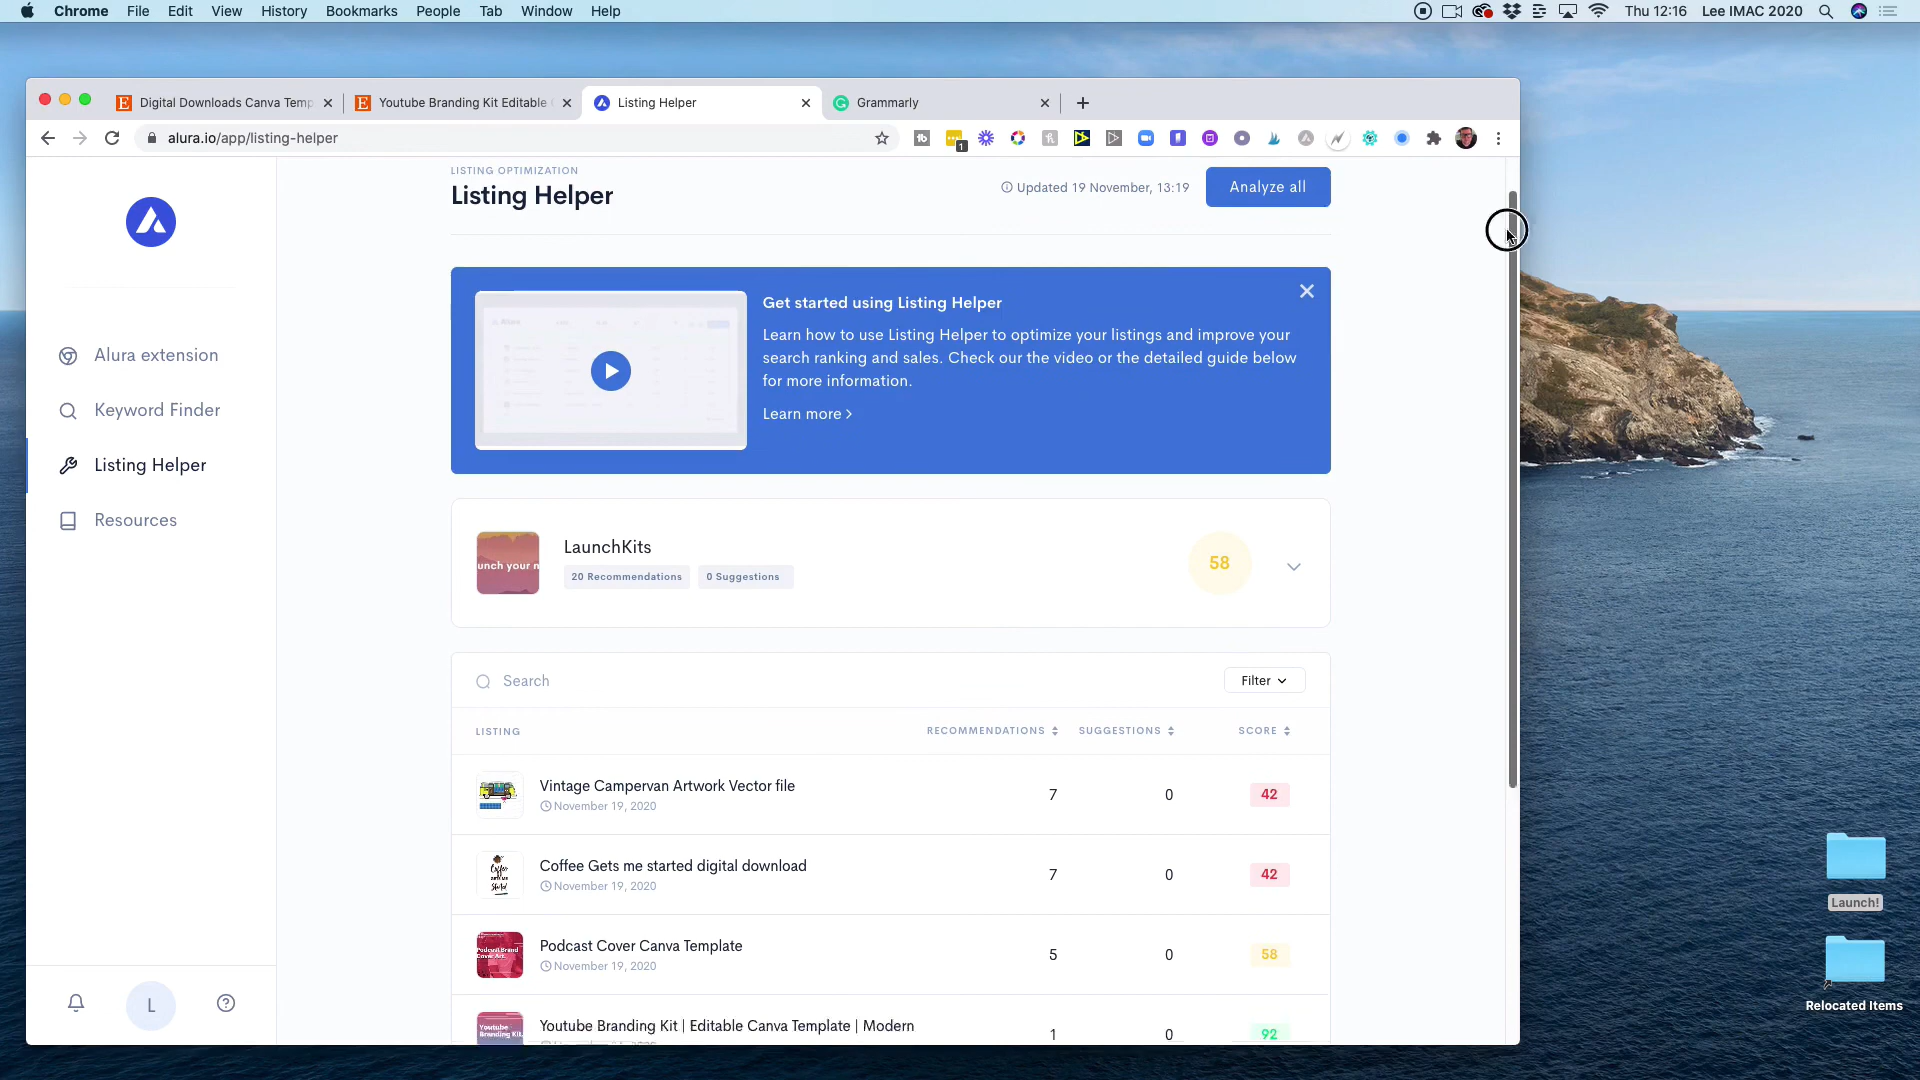 Chrome File Edit View History Bookmarks People Tab Window Help
Thu 12:16 Lee IMAC 2020
Digital Downloads Canva Temp
Youtube Branding Kit Editable
Listing Helper
Grammarly
alura.io/app/listing-helper
1
Alura extension
Keyword Finder
Listing Helper
Resources
L
LISTING OPTIMIZATION
Listing Helper
Updated 19 November, 13:19
Analyze all
Get started using Listing Helper
Learn how to use Listing Helper to optimize your listings and improve your
search ranking and sales. Check our the video or the detailed guide below
for more information.
Learn more >
unch your n
LaunchKits
20 Recommendations 0 Suggestions
58
Search
Filter
LISTING RECOMMENDATIONS SUGGESTIONS SCORE
Vintage Campervan Artwork Vector file
November 19, 2020
7 0 42
Coffee Gets me started digital download
November 19, 2020
7 0 42
Podcast Cover Canva Template
November 19, 2020
5 0 58
Youtube Branding Kit | Editable Canva Template | Modern
1 0 92
Youtube
Branding Kit
Launch!
Relocated Items